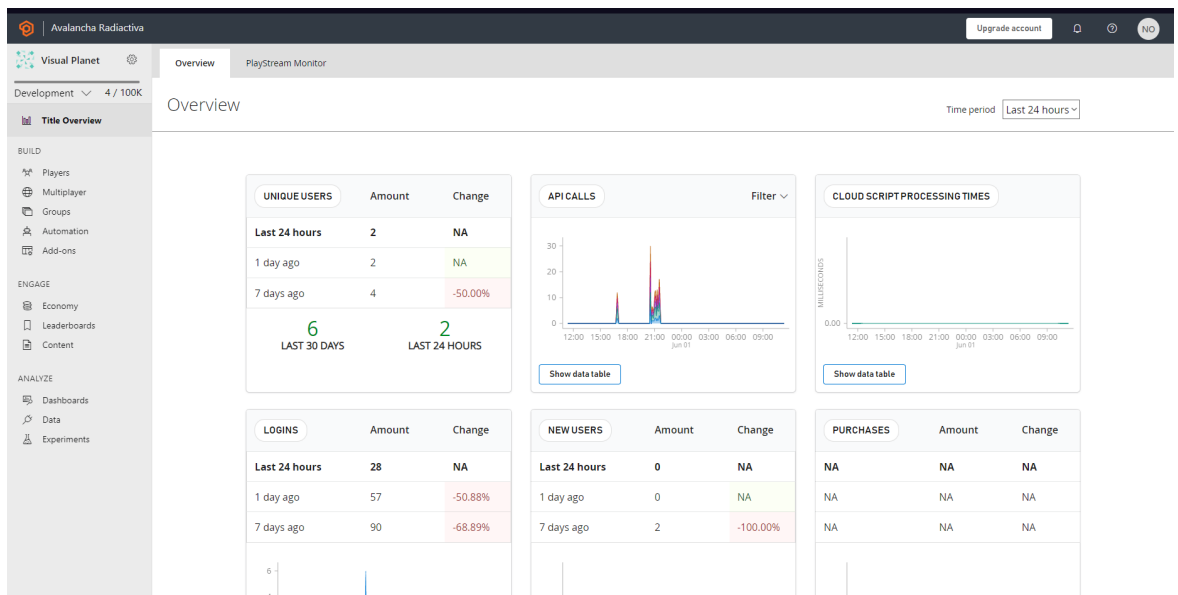 Avalancha Radiactiva
Upgrade account
NO
Visual Planet
Development 4 / 100K
Title Overview
BUILD
Players
Multiplayer
Groups
Automation
Add-ons
ENGAGE
Economy
Leaderboards
Content
ANALYZE
Dashboards
Data
Experiments
Overview PlayStream Monitor
Overview
Time period Last 24 hours
UNIQUE USERS Amount Change
Last 24 hours 2 NA
1 day ago 2 NA
7 days ago 4 -50.00%
6 2
LAST 30 DAYS LAST 24 HOURS
API CALLS Filter
30
20
10
0
12:00 15:00 18:00 21:00 00:00 03:00 06:00 09:00
Jun 01
Show data table
CLOUD SCRIPT PROCESSING TIMES
MILLISECONDS
0.00
12:00 15:00 18:00 21:00 00:00 03:00 06:00 09:00
Jun 01
Show data table
LOGINS Amount Change
Last 24 hours 28 NA
1 day ago 57 -50.88%
7 days ago 90 -68.89%
6
NEW USERS Amount Change
Last 24 hours 0 NA
1 day ago 0 NA
7 days ago 2 -100.00%
PURCHASES Amount Change
NA NA NA
NA NA NA
NA NA NA